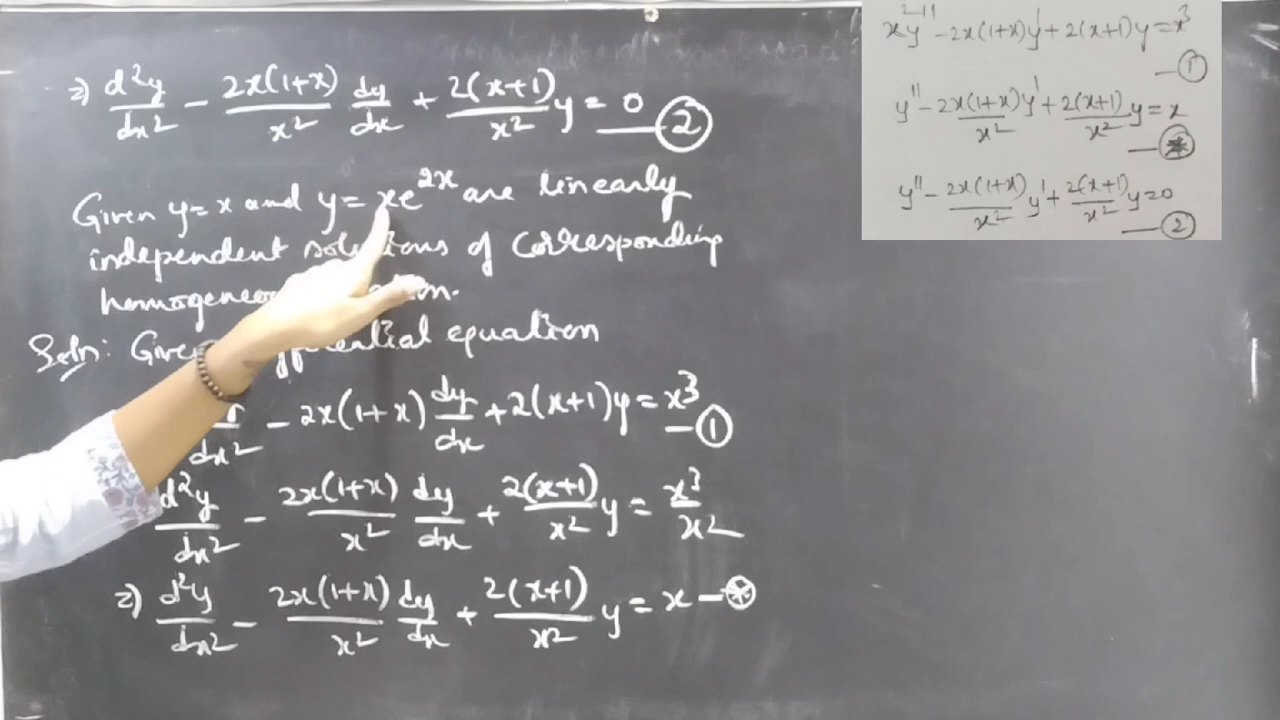 ⇒) d²y/dx² - 2x(1+x)/x² dy/dx + 2(x+1)/x² y = 0 —②
Given y = x and y = xe^2x are linearly
independent solutions of corresponding
homogeneous
Soln: Given differential equation
dx² - 2x(1+x) dy/dx + 2(x+1)y = x³ —①
d²y/dx² - 2x(1+x)/x² dy/dx + 2(x+1)/x² y = x³/x²
⇒) d²y/dx² - 2x(1+x)/x² dy/dx + 2(x+1)/x² y = x —⊛
x²y'' - 2x(1+x)y' + 2(x+1)y = x³
—①
y'' - 2x(1+x)/x² y' + 2(x+1)/x² y = x
—⊛
y'' - 2x(1+x)/x² y' + 2(x+1)/x² y = 0
—②